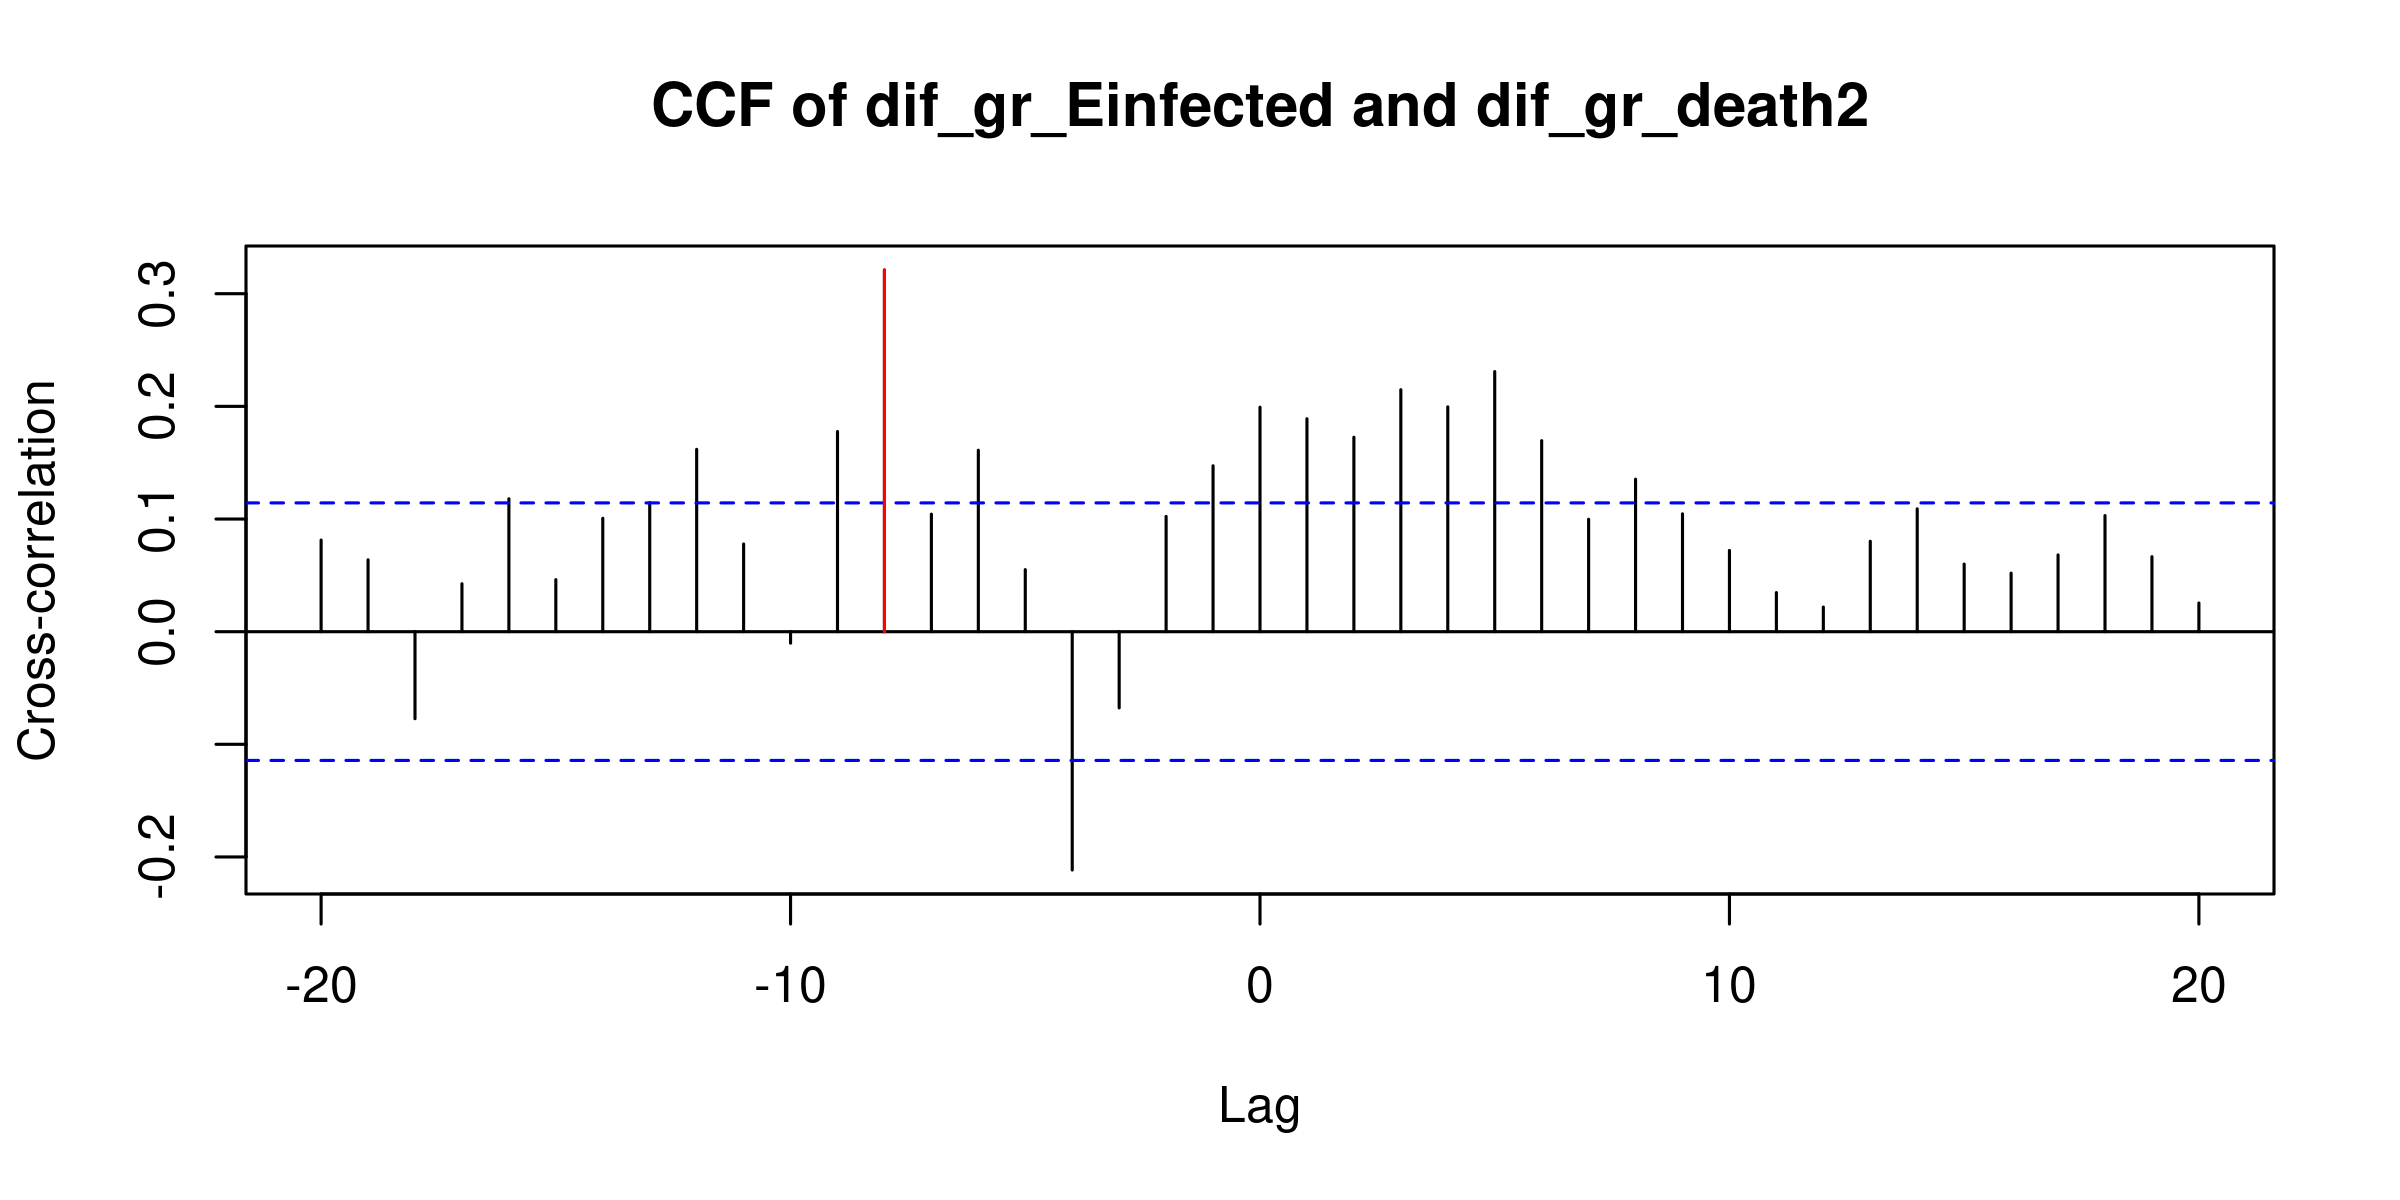 CCF of dif_gr_Einfected and dif_gr_death2
Cross-correlation
0.3
0.2
0.1
0.0
-0.2
-20 -10 0 10 20
Lag